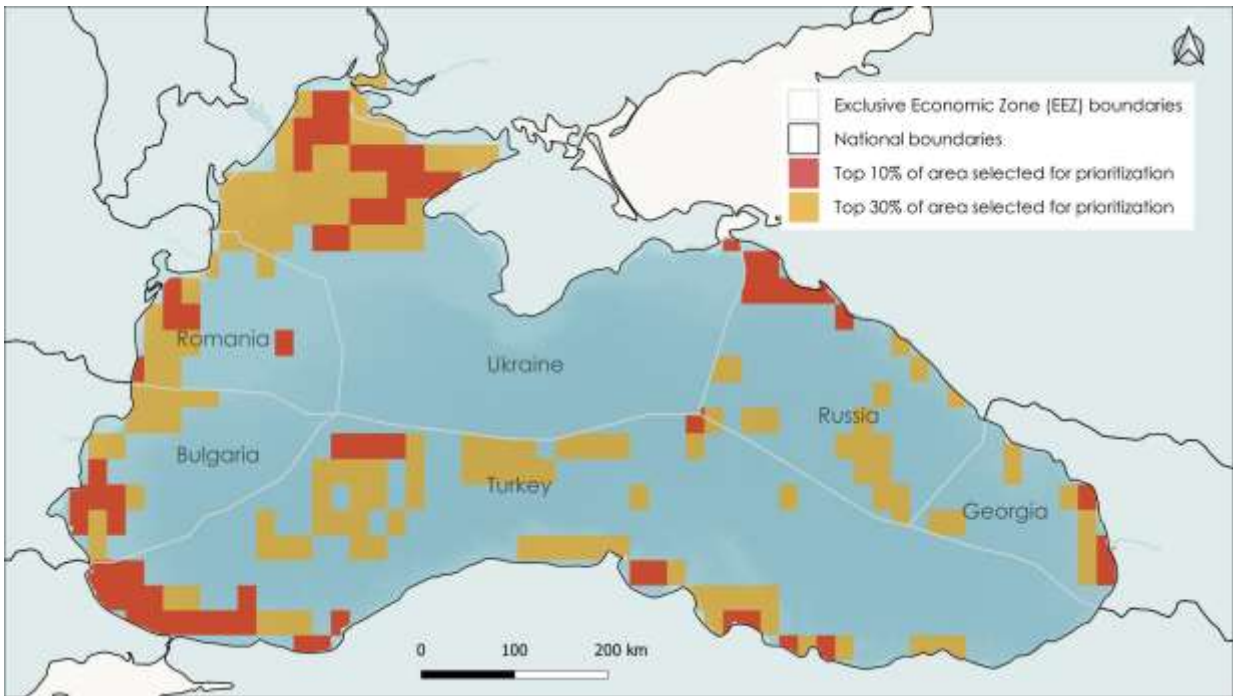 Exclusive Economic Zone (EEZ) boundaries
National boundaries
Top 10% of area selected for prioritization
Top 30% of area selected for prioritization
Romania
Ukraine
Russia
Bulgaria
Turkey
Georgia
0 100 200 km